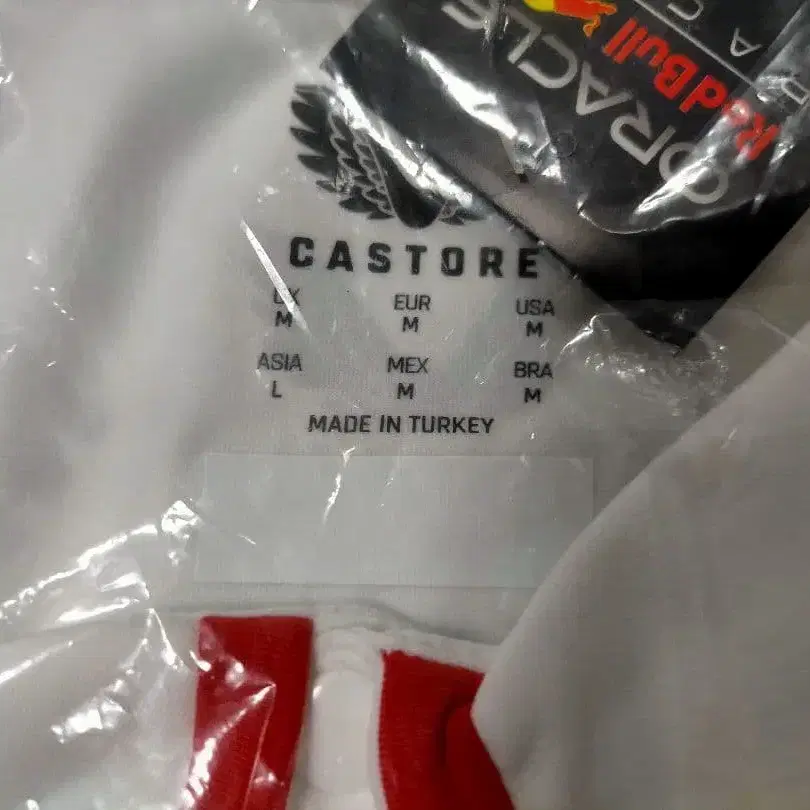 ORACLE
Red Bull
CASTORE
UK EUR USA
M M M
ASIA MEX BRA
L M M
MADE IN TURKEY